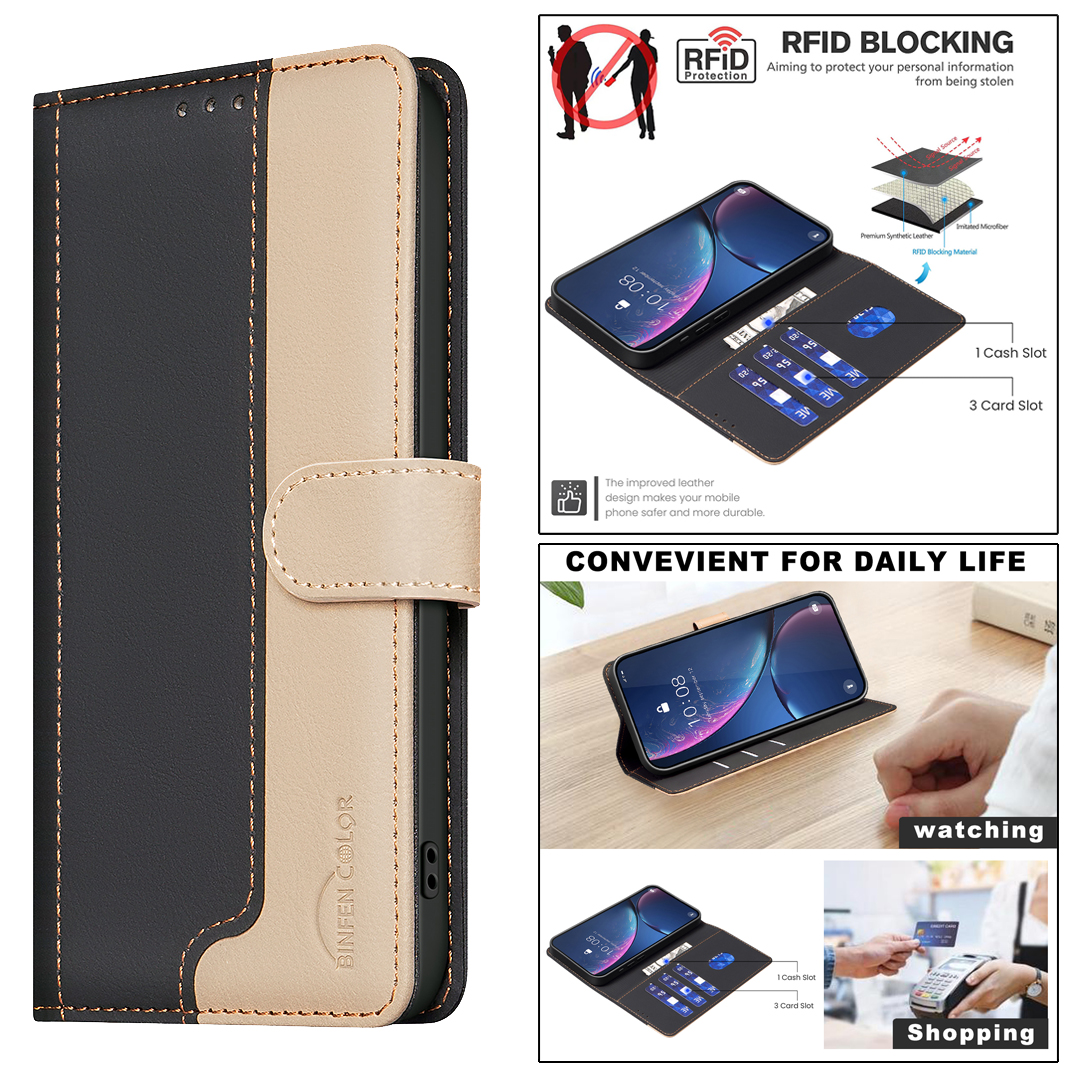 BINFEN COLOR
RFiD
Protection
RFID BLOCKING
Aiming to protect your personal information
from being stolen
Premium Synthetic Leather
Imitated Microfiber
RFID Blocking Material
10:08
1 Cash Slot
3 Card Slot
The improved leather
design makes your mobile
phone safer and more durable.
CONVEVIENT FOR DAILY LIFE
10:08
watching
10:08
1 Cash Slot
3 Card Slot
CREDIT CARD
Shopping